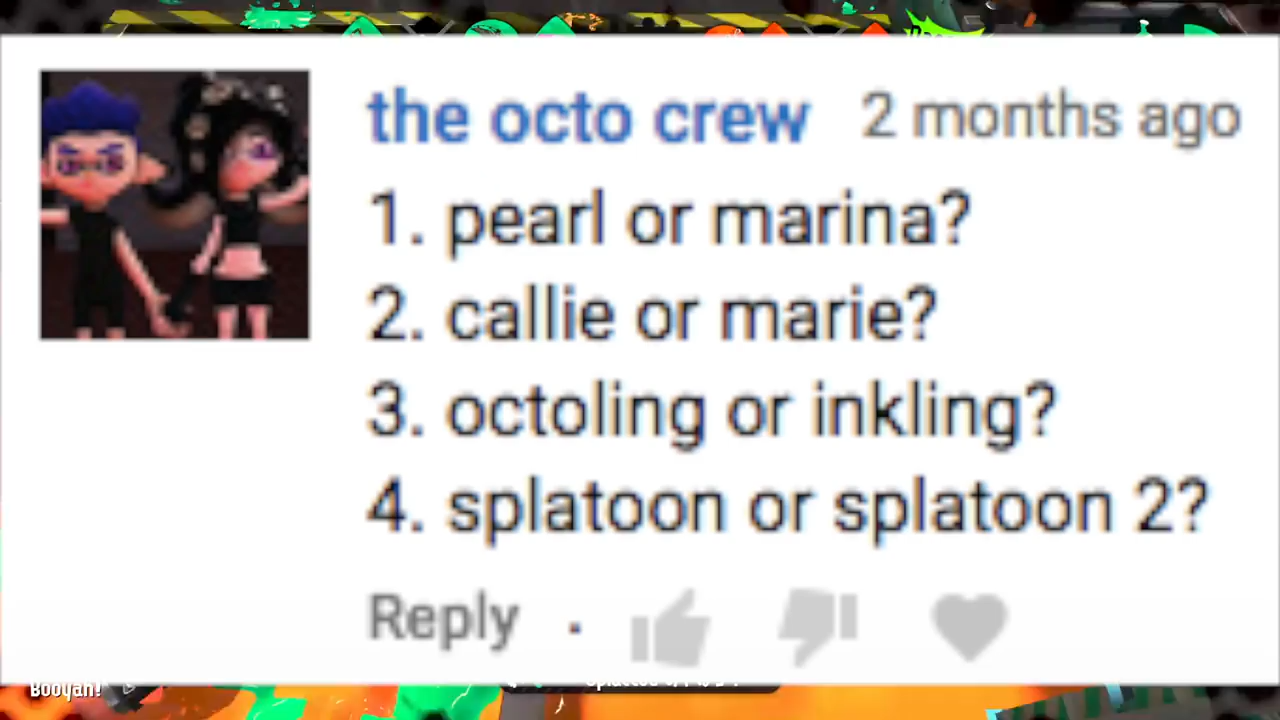 the octo crew 2 months ago
1. pearl or marina?
2. callie or marie?
3. octoling or inkling?
4. splatoon or splatoon 2?
Reply ·
Booyah!